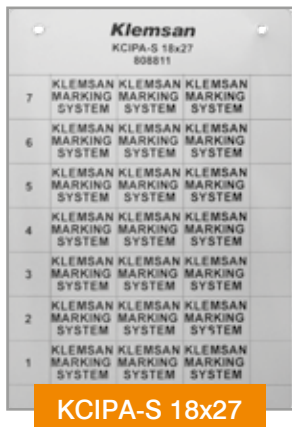 Klemsan
KCIPA-S 18x27
808811
KLEMSAN KLEMSAN KLEMSAN
7 MARKING MARKING MARKING
SYSTEM SYSTEM SYSTEM
KLEMSAN KLEMSAN KLEMSAN
6 MARKING MARKING MARKING
SYSTEM SYSTEM SYSTEM
KLEMSAN KLEMSAN KLEMSAN
5 MARKING MARKING MARKING
SYSTEM SYSTEM SYSTEM
KLEMSAN KLEMSAN KLEMSAN
4 MARKING MARKING MARKING
SYSTEM SYSTEM SYSTEM
KLEMSAN KLEMSAN KLEMSAN
3 MARKING MARKING MARKING
SYSTEM SYSTEM SYSTEM
KLEMSAN KLEMSAN KLEMSAN
2 MARKING MARKING MARKING
SYSTEM SYSTEM SYSTEM
KLEMSAN KLEMSAN KLEMSAN
1 MARKING MARKING MARKING
SYSTEM SYSTEM SYSTEM
KCIPA-S 18x27